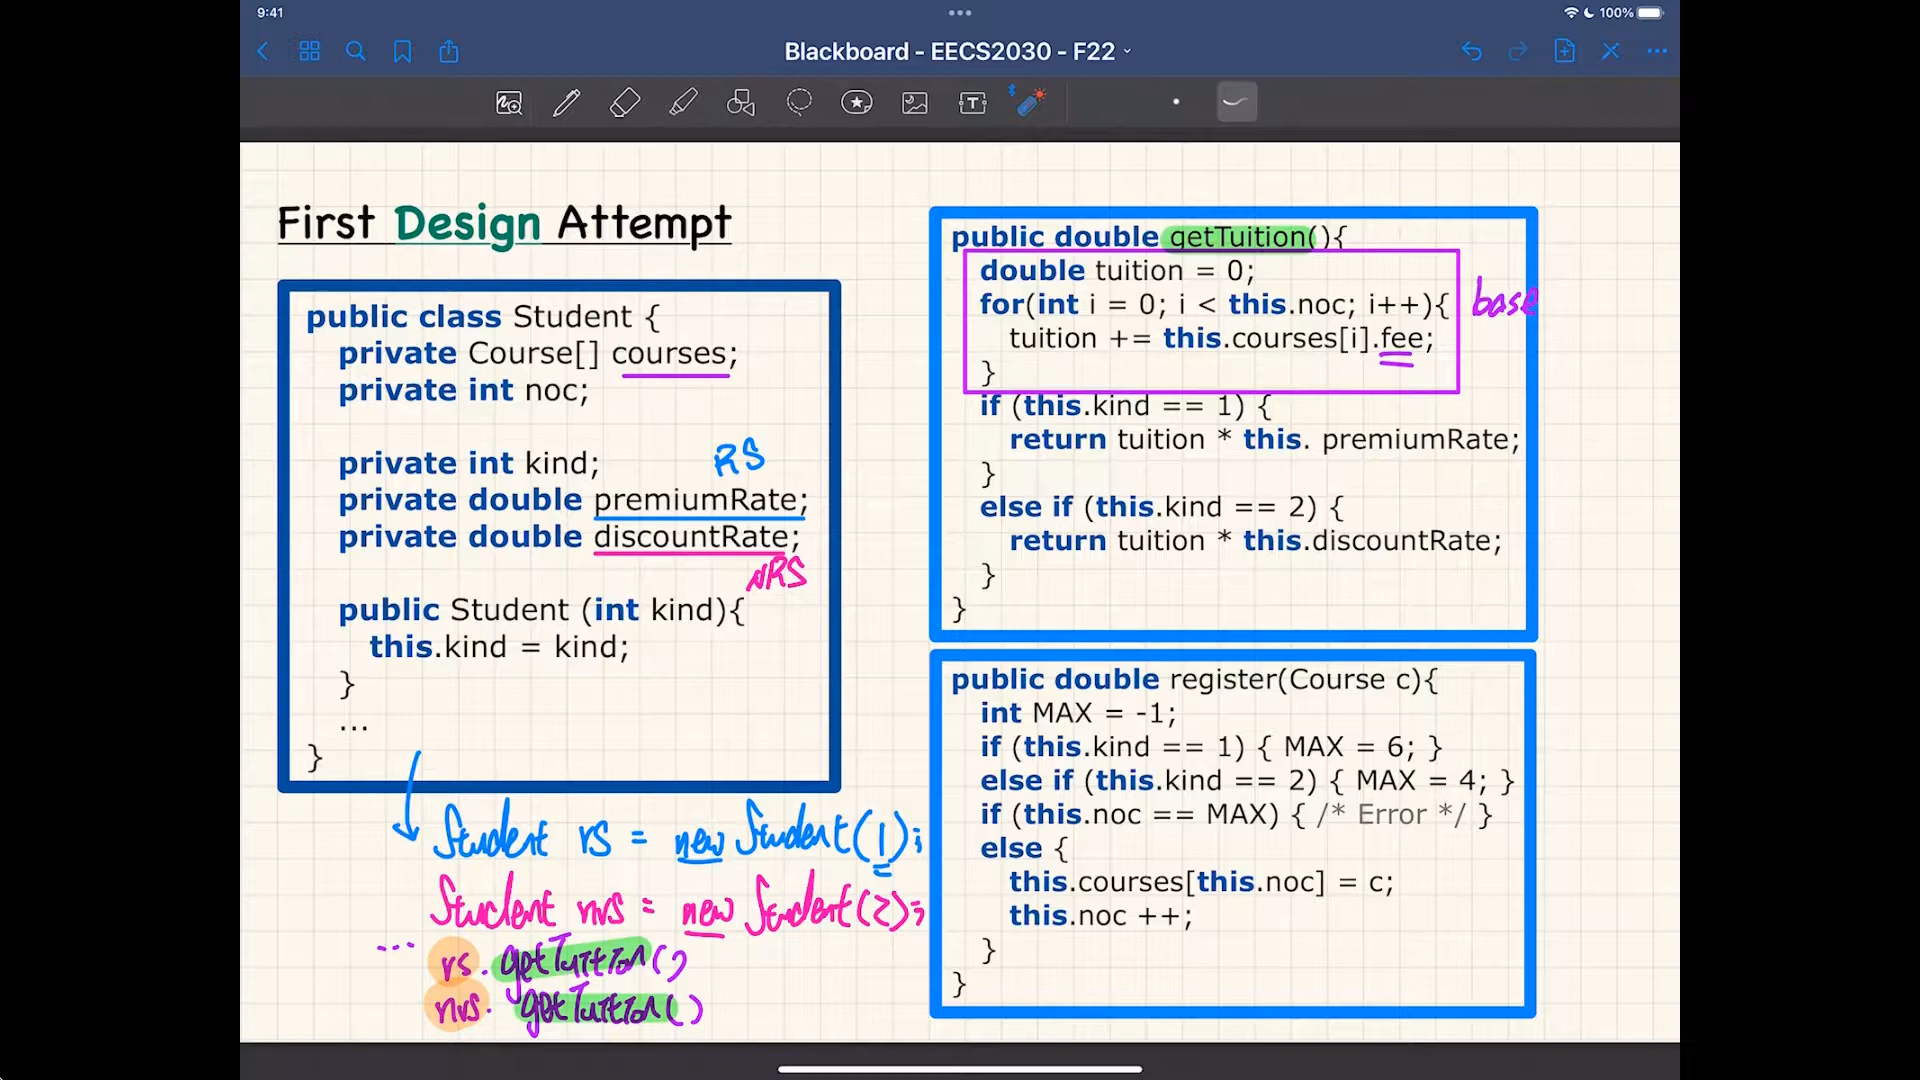 9:41
100%
Blackboard - EECS2030 - F22
First Design Attempt
public class Student {
private Course[] courses;
private int noc;
private int kind;
RS
private double premiumRate;
private double discountRate;
NRS
public Student (int kind){
this.kind = kind;
}
...
}
Student rs = new Student(1);
Student nrs = new Student(2);
...
rs. getTuition()
nrs. getTuition()
public double getTuition(){
double tuition = 0;
for(int i = 0; i < this.noc; i++){
base
tuition += this.courses[i].fee;
}
if (this.kind == 1) {
return tuition * this. premiumRate;
}
else if (this.kind == 2) {
return tuition * this.discountRate;
}
}
public double register(Course c){
int MAX = -1;
if (this.kind == 1) { MAX = 6; }
else if (this.kind == 2) { MAX = 4; }
if (this.noc == MAX) { /* Error */ }
else {
this.courses[this.noc] = c;
this.noc ++;
}
}